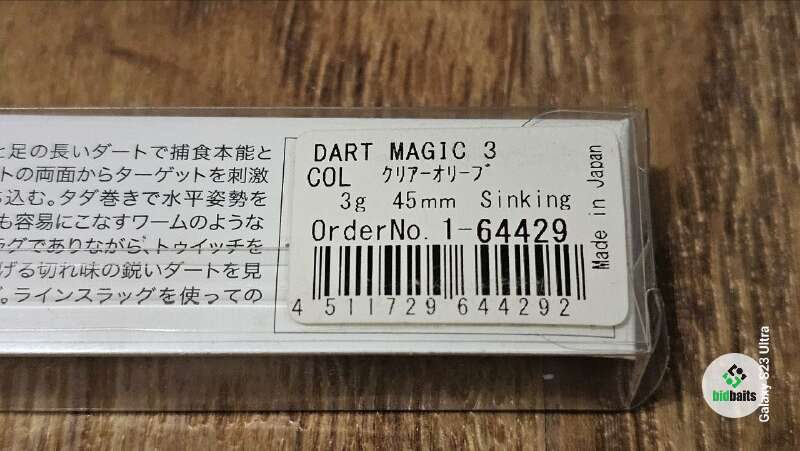 と足の長いダートで捕食本能と
トの両面からターゲットを刺激
込む。タダ巻きで水平姿勢を
も容易にこなすワームのような
グでありながら、トゥイッチを
げる切れ味の鋭いダートを見
。ラインスラッグを使っての
DART MAGIC 3
COL クリアーオリーブ
3g 45mm Sinking
OrderNo. 1-64429
4 511729 644292
Made in Japan
bidbaits
Galaxy S23 Ultra